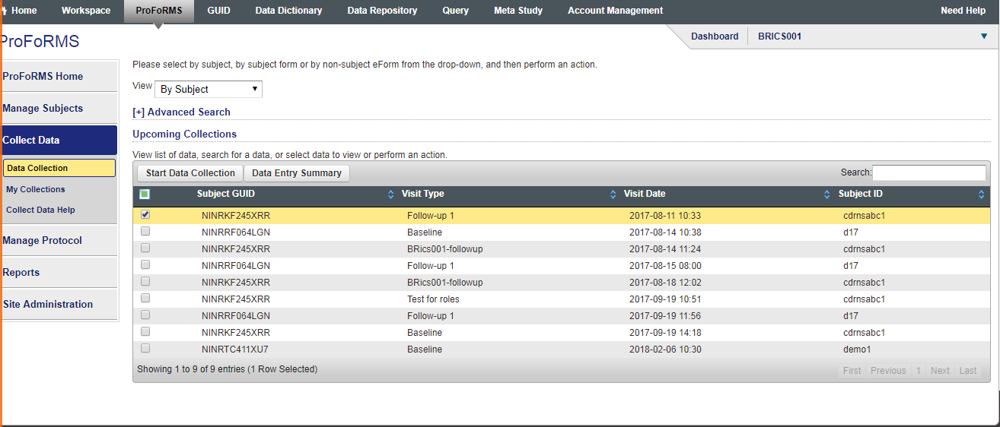 Home Workspace ProFoRMS GUID Data Dictionary Data Repository Query Meta Study Account Management Need Help
ProFoRMS
Dashboard BRICS001
ProFoRMS Home
Manage Subjects
Collect Data
Data Collection
My Collections
Collect Data Help
Manage Protocol
Reports
Site Administration
Please select by subject, by subject form or by non-subject eForm from the drop-down, and then perform an action.
View By Subject
[+] Advanced Search
Upcoming Collections
View list of data, search for a data, or select data to view or perform an action.
Start Data Collection Data Entry Summary Search:
Subject GUID Visit Type Visit Date Subject ID
NINRKF245XRR Follow-up 1 2017-08-11 10:33 cdrnsabc1
NINRRF064LGN Baseline 2017-08-14 10:38 d17
NINRKF245XRR BRics001-followup 2017-08-14 11:24 cdrnsabc1
NINRRF064LGN Follow-up 1 2017-08-15 08:00 d17
NINRKF245XRR BRics001-followup 2017-08-18 12:02 cdrnsabc1
NINRKF245XRR Test for roles 2017-09-19 10:51 cdrnsabc1
NINRRF064LGN Follow-up 1 2017-09-19 11:56 d17
NINRKF245XRR Baseline 2017-09-19 14:18 cdrnsabc1
NINRTC411XU7 Baseline 2018-02-06 10:30 demo1
Showing 1 to 9 of 9 entries (1 Row Selected) First Previous 1 Next Last